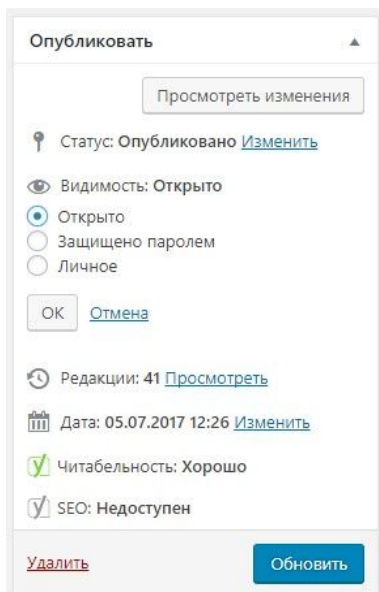 Опубликовать
Просмотреть изменения
Статус: Опубликовано Изменить
Видимость: Открыто
Открыто
Защищено паролем
Личное
ОК Отмена
Редакции: 41 Просмотреть
Дата: 05.07.2017 12:26 Изменить
Читабельность: Хорошо
SEO: Недоступен
Удалить Обновить